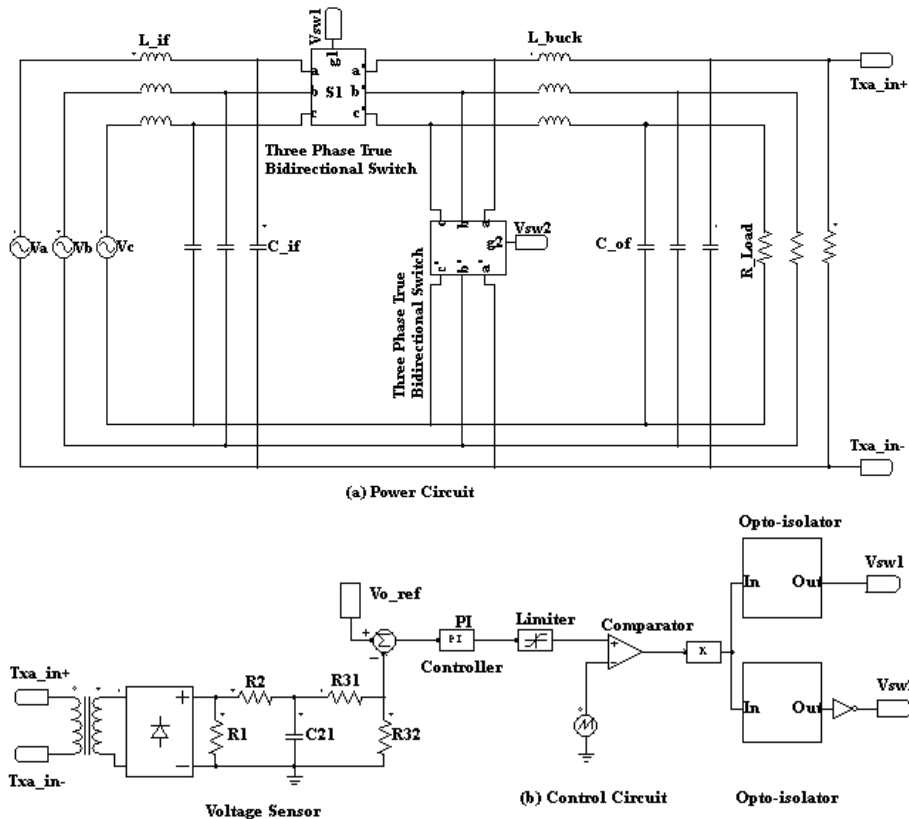 Vsw1
L_if
L_buck
g1
a a'
S1
b b'
c c'
Txa_in+
Three Phase True
Bidirectional Switch
Va
Vb
Vc
C_if
c b a
g2
Vsw2
c' b' a'
Three Phase True
Bidirectional Switch
C_of
R_Load
Txa_in-
(a) Power Circuit
Opto-isolator
Vo_ref
In
Out
Vsw1
+
Σ
−
PI
PI
Controller
Limiter
Comparator
+
−
K
Txa_in+
R2
R31
In
Out
Vsw2
+
R1
C21
R32
−
Txa_in-
Voltage Sensor
(b) Control Circuit
Opto-isolator